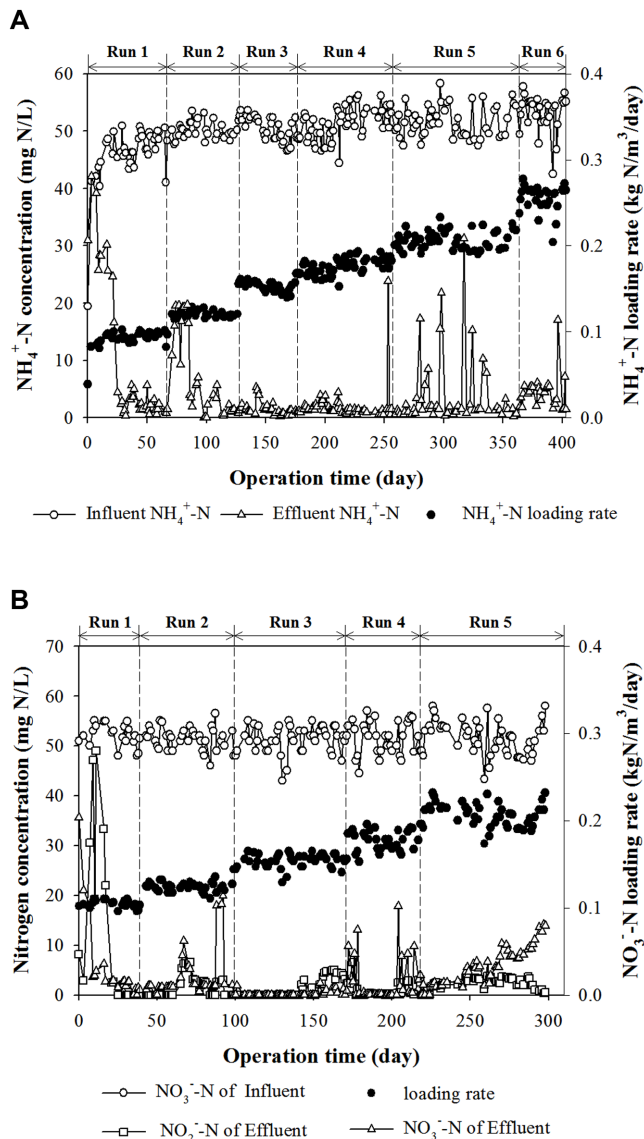 A
Run 1 Run 2 Run 3 Run 4 Run 5 Run 6
60 0.4
50
0.3
40
30 0.2
20
0.1
10
0 0.0
NH₄⁺-N concentration (mg N/L)
NH₄⁺-N loading rate (kg N/m³/day)
0 50 100 150 200 250 300 350 400
Operation time (day)
Influent NH₄⁺-N Effluent NH₄⁺-N NH₄⁺-N loading rate
B
Run 1 Run 2 Run 3 Run 4 Run 5
70 0.4
60
0.3
50
40
0.2
30
20
0.1
10
0 0.0
Nitrogen concentration (mg N/L)
NO₃⁻-N loading rate (kgN/m³/day)
0 50 100 150 200 250 300
Operation time (day)
NO₃⁻-N of Influent loading rate
NO₂⁻-N of Effluent NO₃⁻-N of Effluent